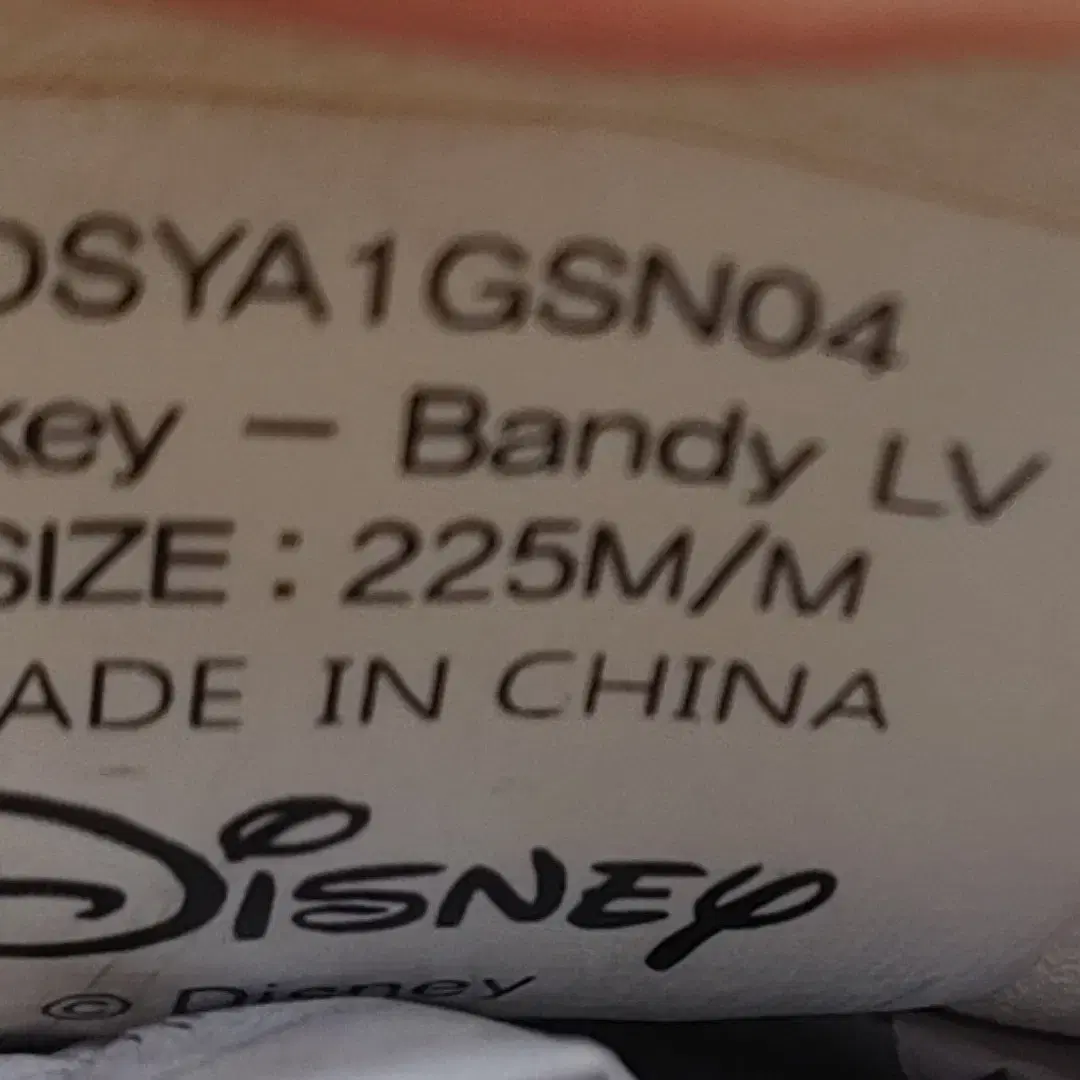 DSYA1GSN04
key - Bandy LV
SIZE : 225M/M
ADE IN CHINA
Disney
© Disney